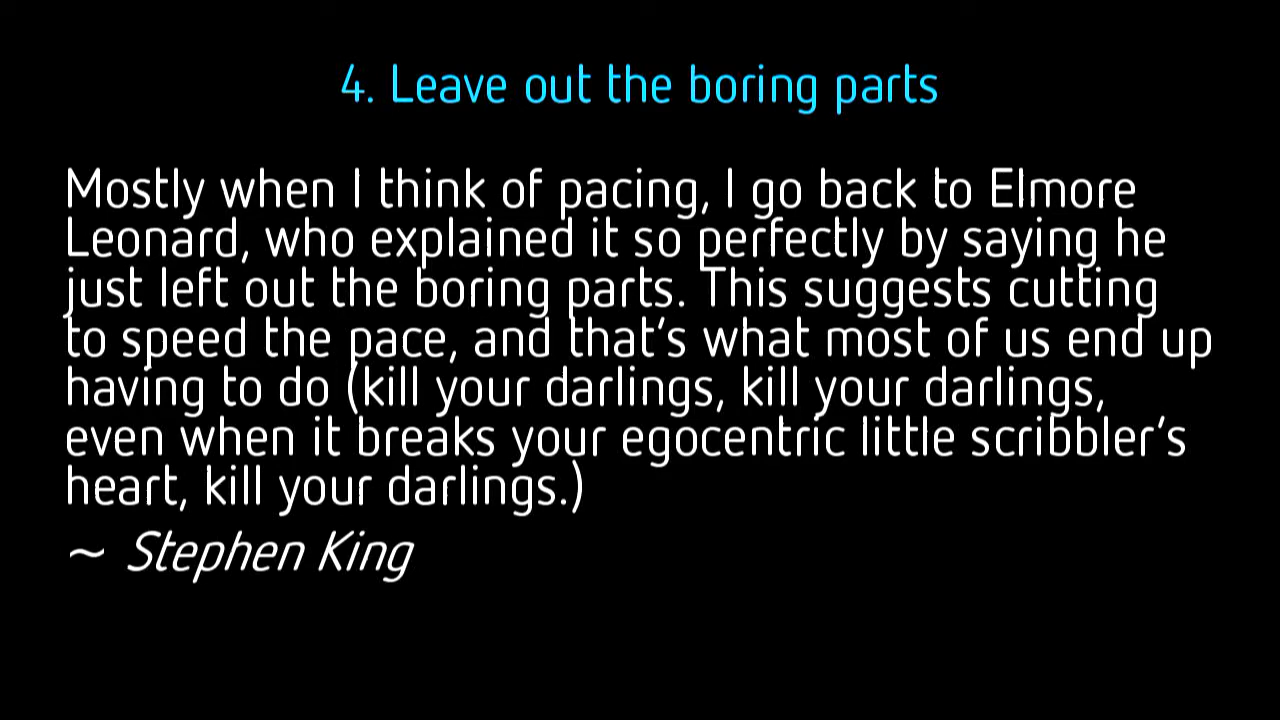 4. Leave out the boring parts
Mostly when I think of pacing, I go back to Elmore
Leonard, who explained it so perfectly by saying he
just left out the boring parts. This suggests cutting
to speed the pace, and that’s what most of us end up
having to do (kill your darlings, kill your darlings,
even when it breaks your egocentric little scribbler’s
heart, kill your darlings.)
~ Stephen King